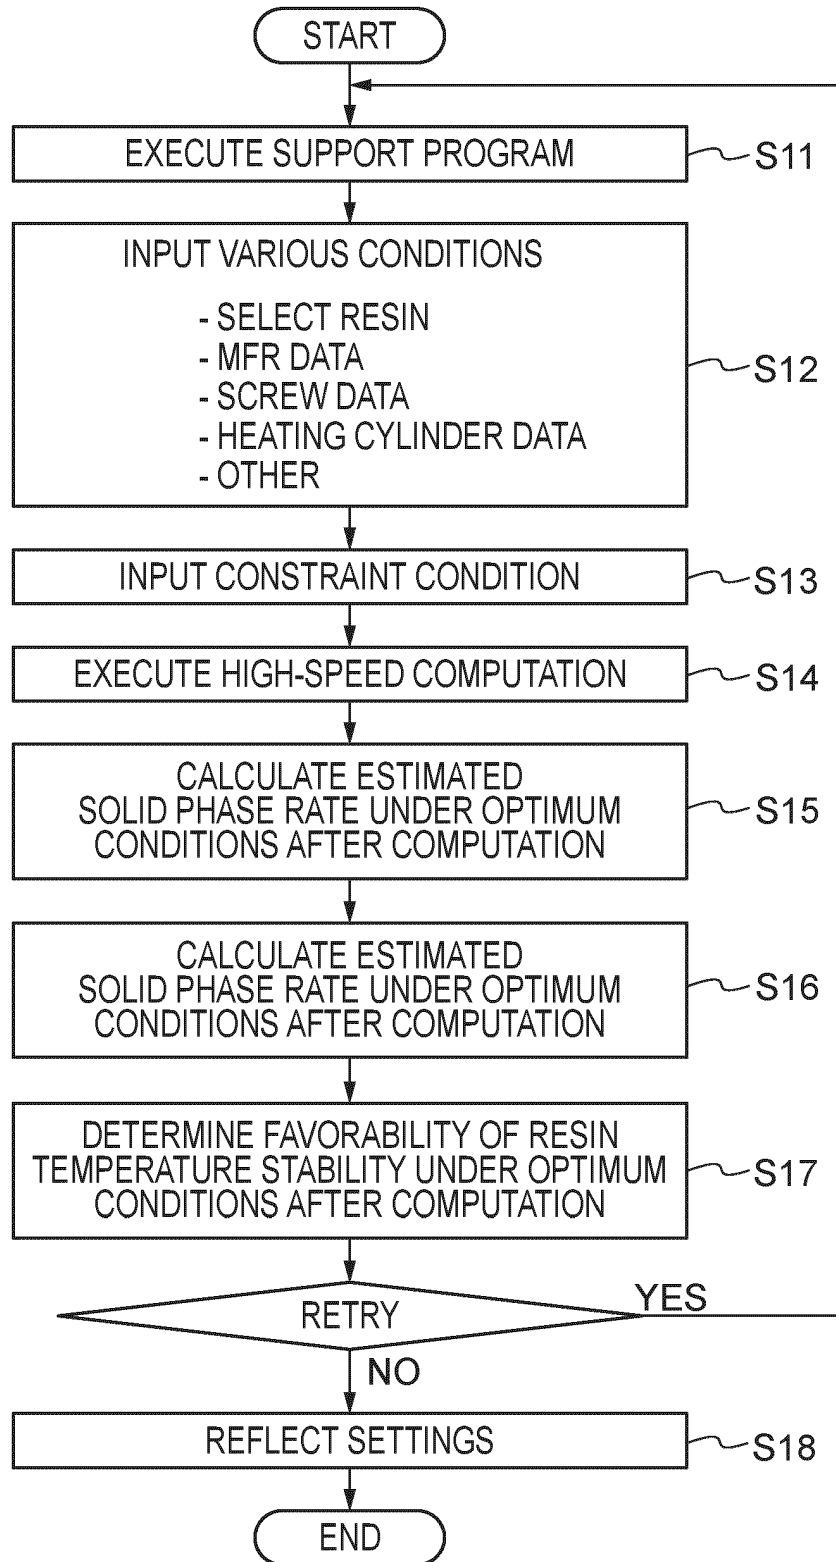 START
EXECUTE SUPPORT PROGRAM
S11
INPUT VARIOUS CONDITIONS
- SELECT RESIN
- MFR DATA
- SCREW DATA
- HEATING CYLINDER DATA
- OTHER
S12
INPUT CONSTRAINT CONDITION
S13
EXECUTE HIGH-SPEED COMPUTATION
S14
CALCULATE ESTIMATED
SOLID PHASE RATE UNDER OPTIMUM
CONDITIONS AFTER COMPUTATION
S15
CALCULATE ESTIMATED
SOLID PHASE RATE UNDER OPTIMUM
CONDITIONS AFTER COMPUTATION
S16
DETERMINE FAVORABILITY OF RESIN
TEMPERATURE STABILITY UNDER OPTIMUM
CONDITIONS AFTER COMPUTATION
S17
RETRY
YES
NO
REFLECT SETTINGS
S18
END